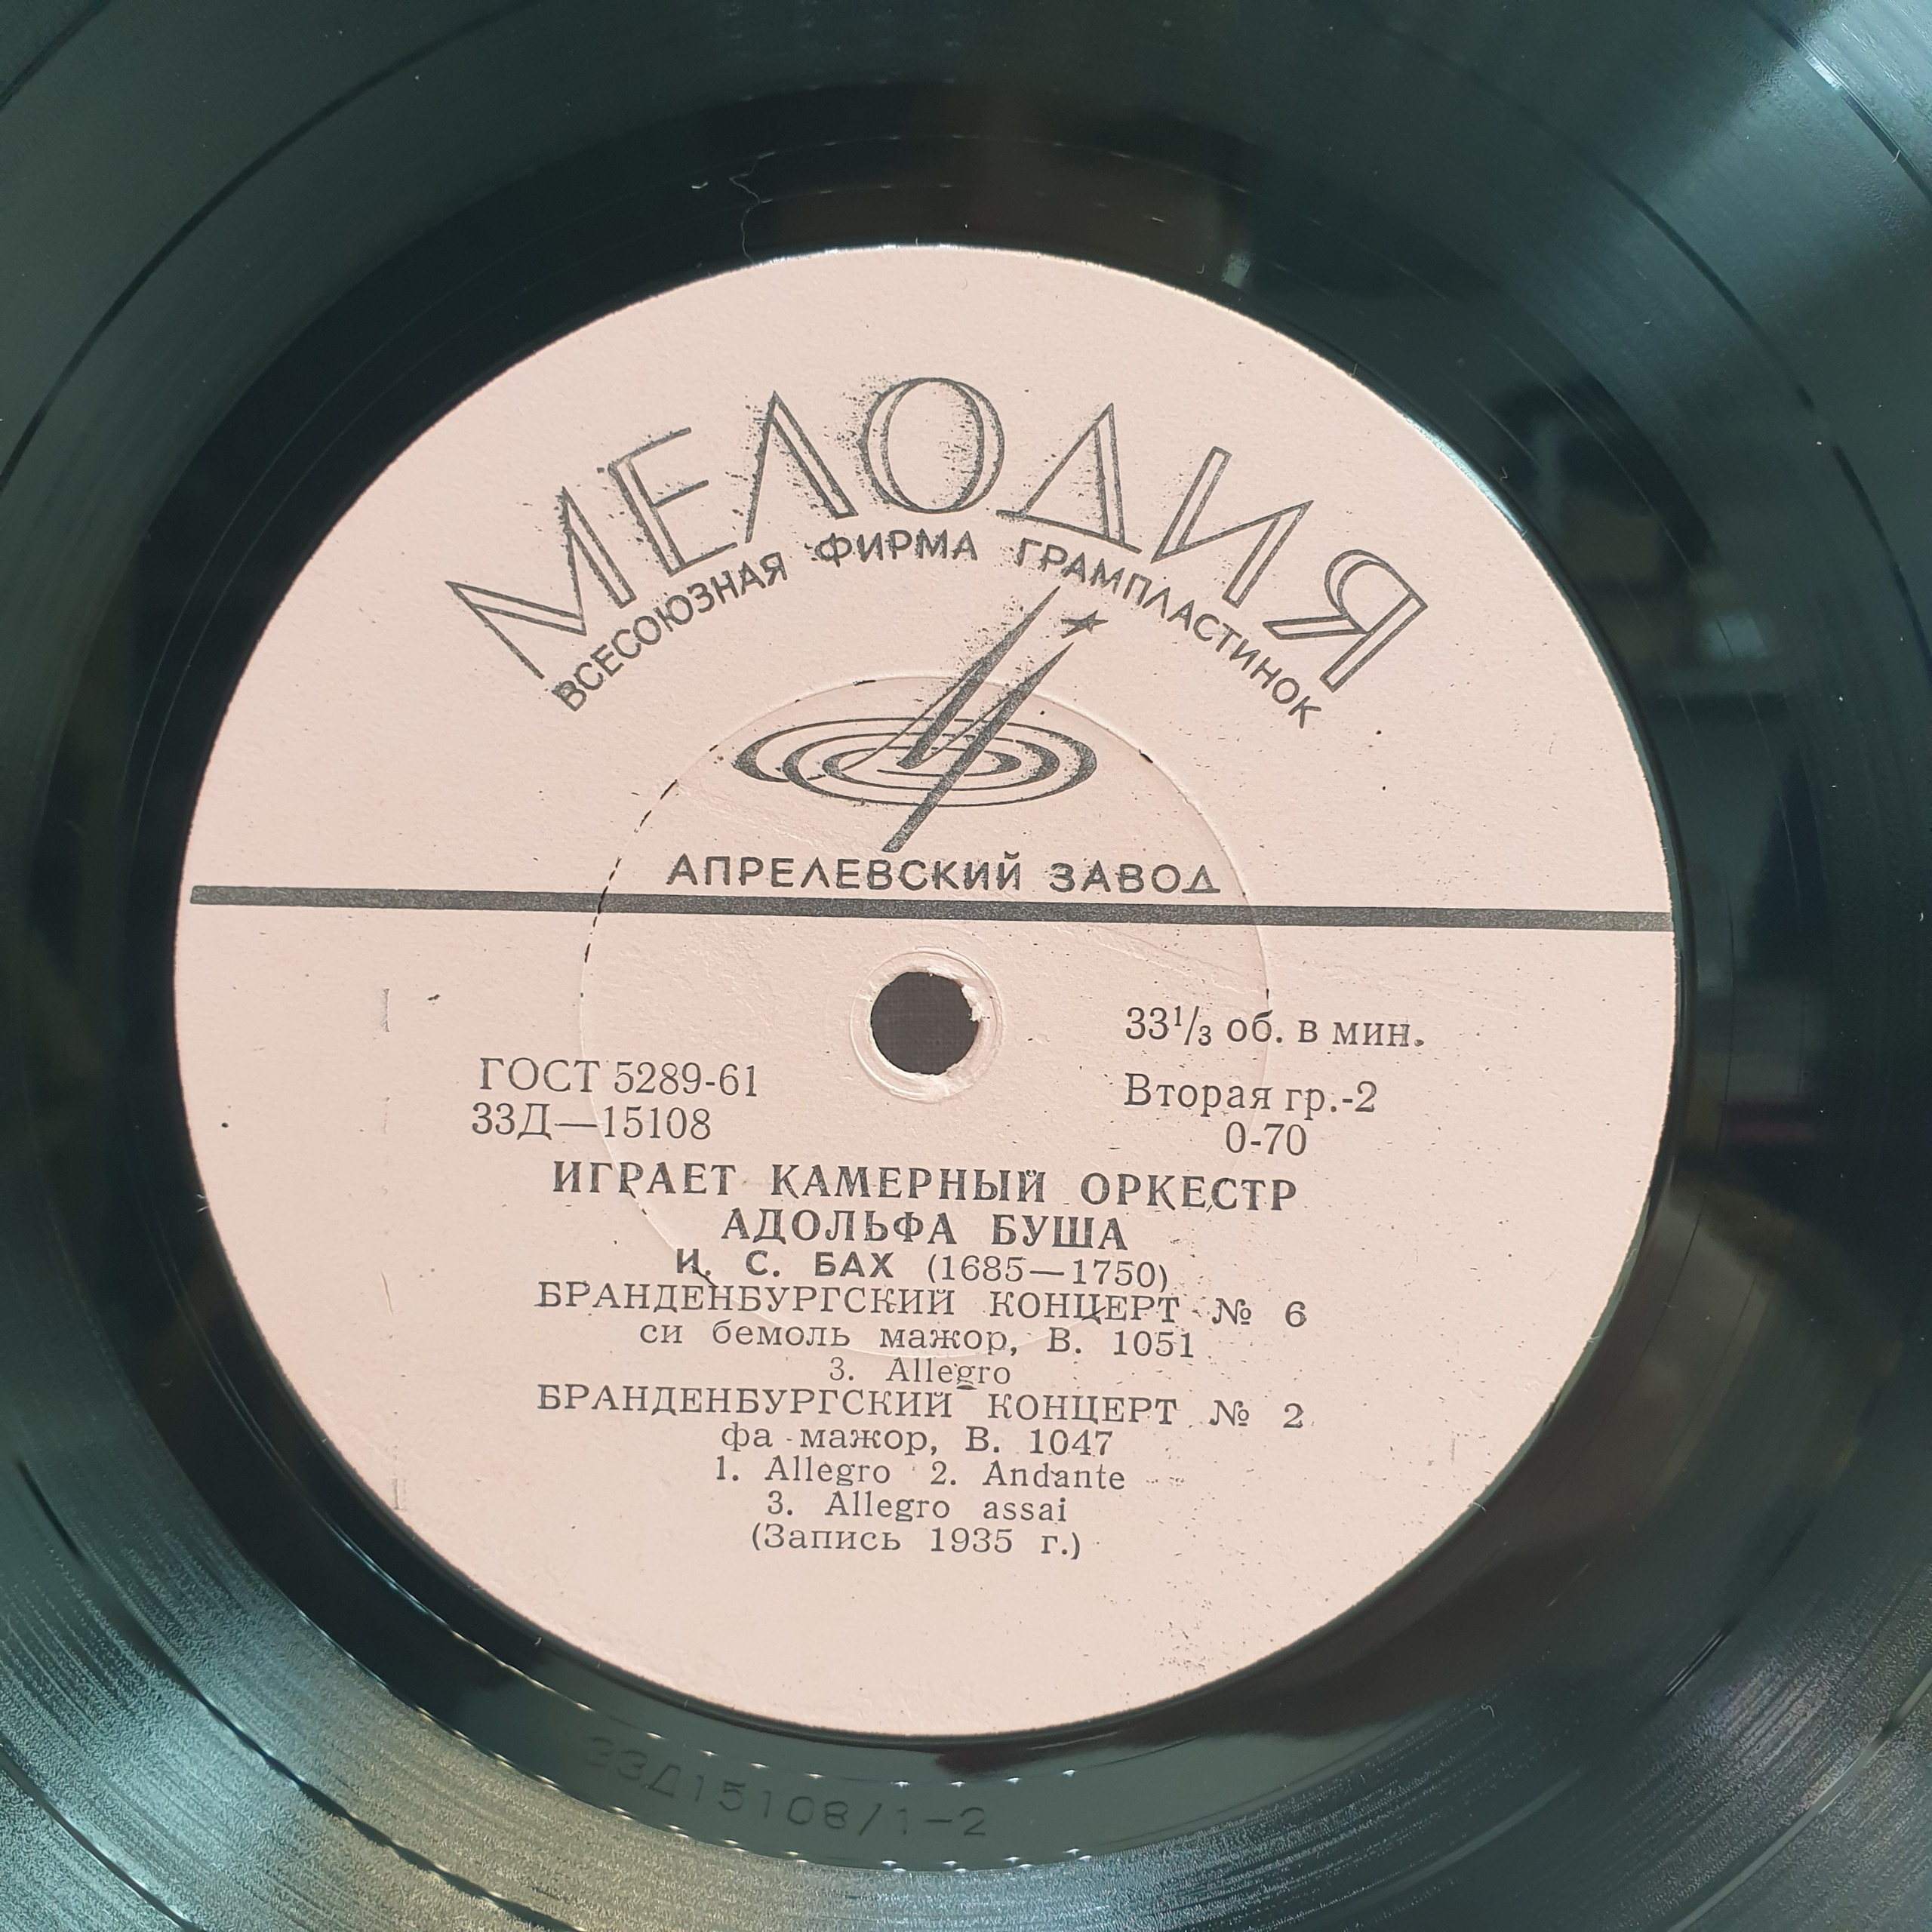 МЕЛОДИЯ
ВСЕСОЮЗНАЯ ФИРМА ГРАМПЛАСТИНОК
АПРЕЛЕВСКИЙ ЗАВОД
33¹/₃ об. в мин.
ГОСТ 5289-61
Вторая гр.-2
33Д—15108
0-70
ИГРАЕТ КАМЕРНЫЙ ОРКЕСТР
АДОЛЬФА БУША
И. С. БАХ (1685—1750)
БРАНДЕНБУРГСКИЙ КОНЦЕРТ № 6
си бемоль мажор, В. 1051
3. Allegro
БРАНДЕНБУРГСКИЙ КОНЦЕРТ № 2
фа мажор, В. 1047
1. Allegro 2. Andante
3. Allegro assai
(Запись 1935 г.)
33Д15108/1-2